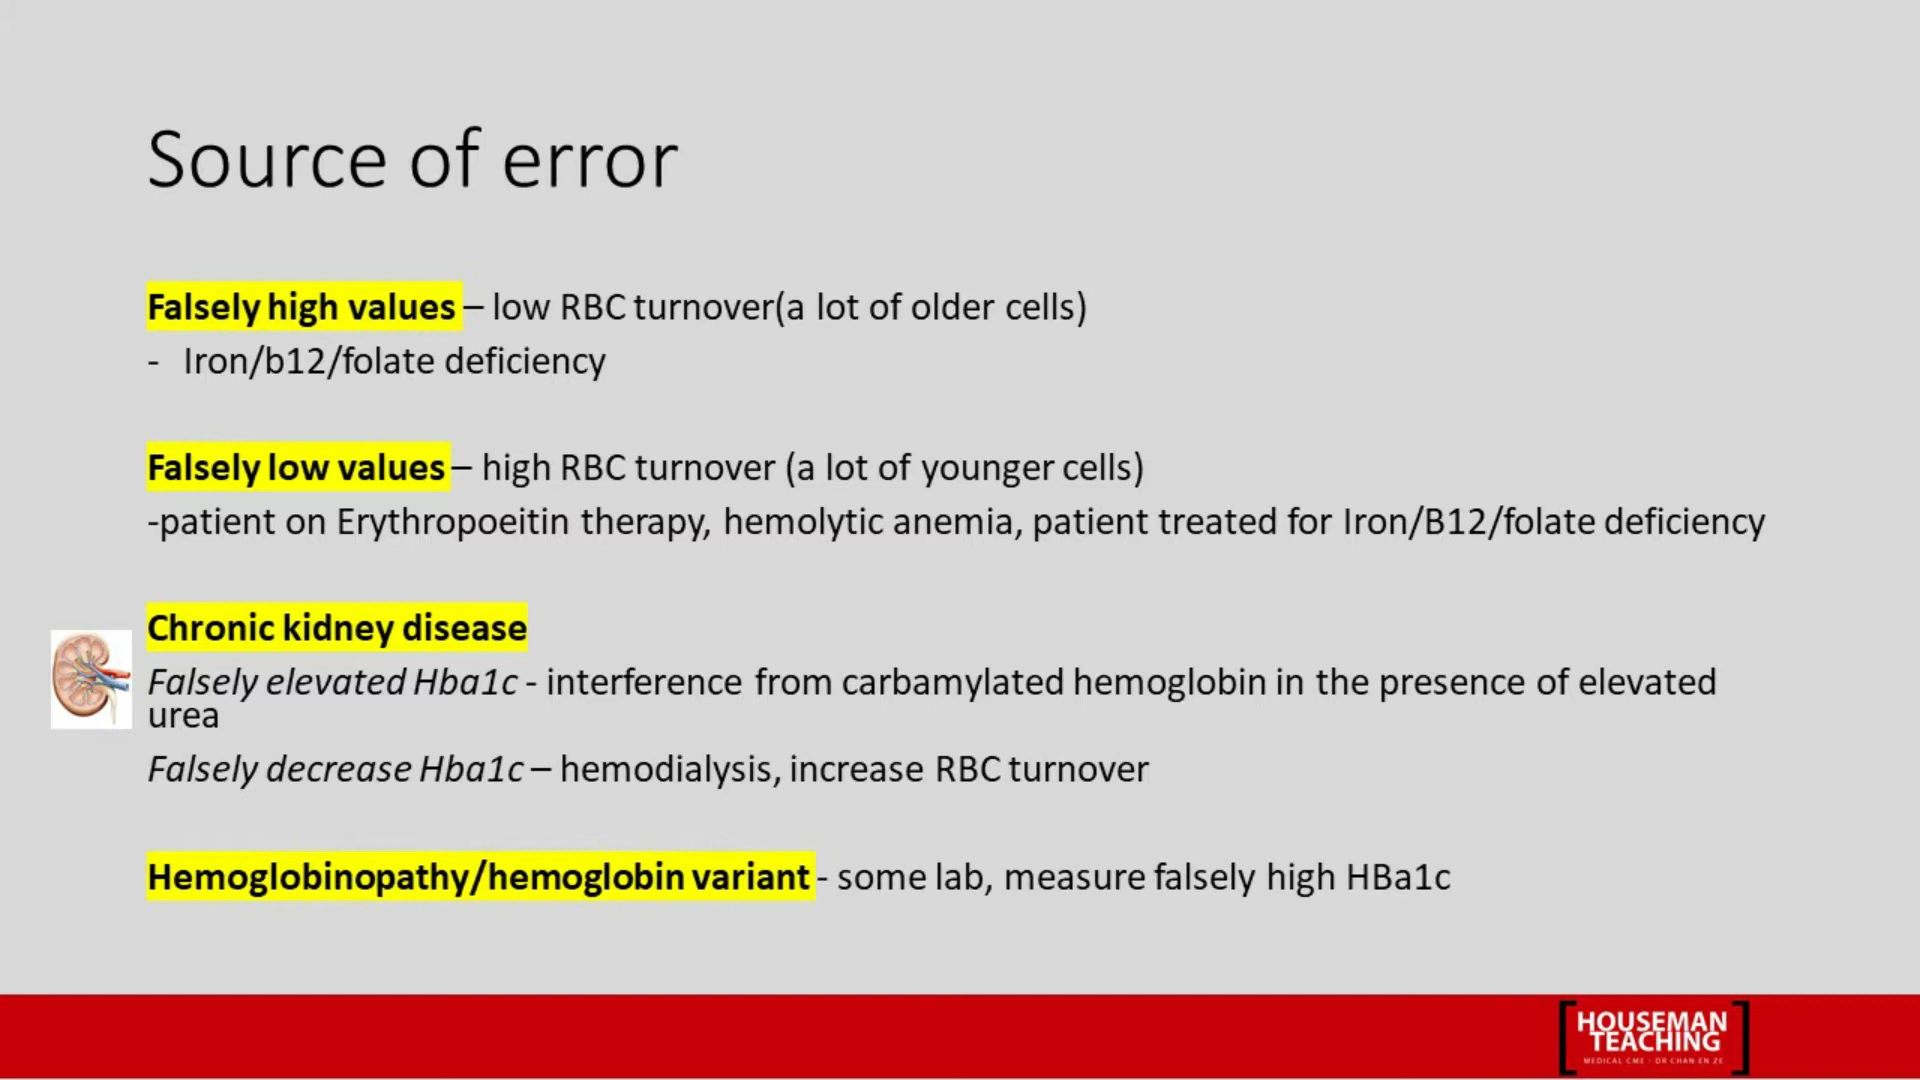 Source of error
Falsely high values – low RBC turnover(a lot of older cells)
- Iron/b12/folate deficiency
Falsely low values – high RBC turnover (a lot of younger cells)
-patient on Erythropoeitin therapy, hemolytic anemia, patient treated for Iron/B12/folate deficiency
Chronic kidney disease
Falsely elevated Hba1c - interference from carbamylated hemoglobin in the presence of elevated
urea
Falsely decrease Hba1c – hemodialysis, increase RBC turnover
Hemoglobinopathy/hemoglobin variant - some lab, measure falsely high HBa1c
HOUSEMAN
TEACHING
MEDICAL CME - DR CHAN EN ZE